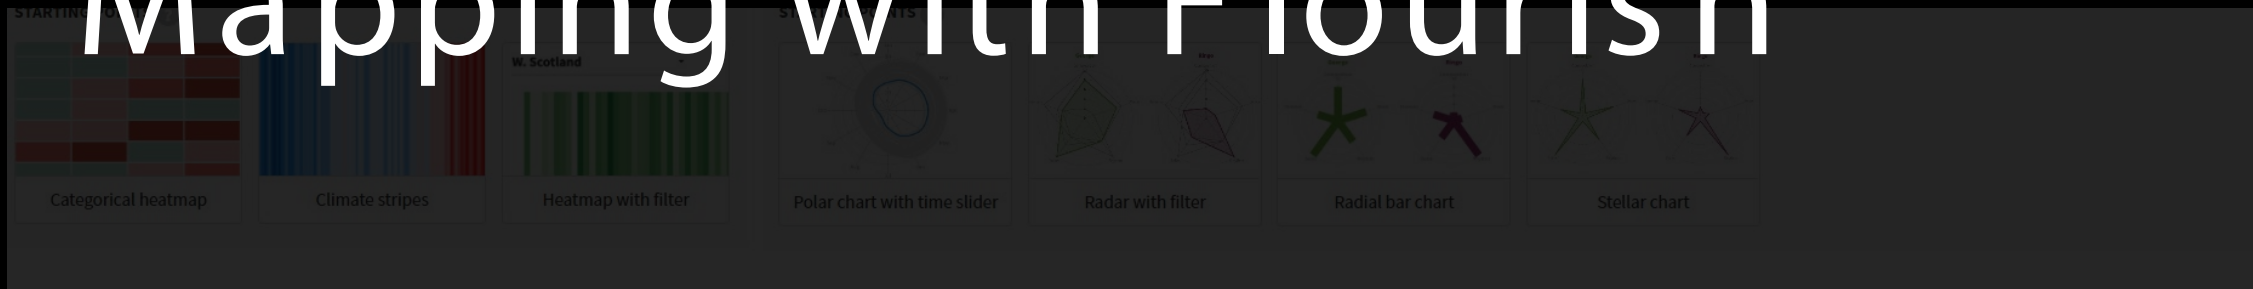 Mapping with Flourish
W. Scotland
Categorical heatmap
Climate stripes
Heatmap with filter
Polar chart with time slider
Radar with filter
Radial bar chart
Stellar chart